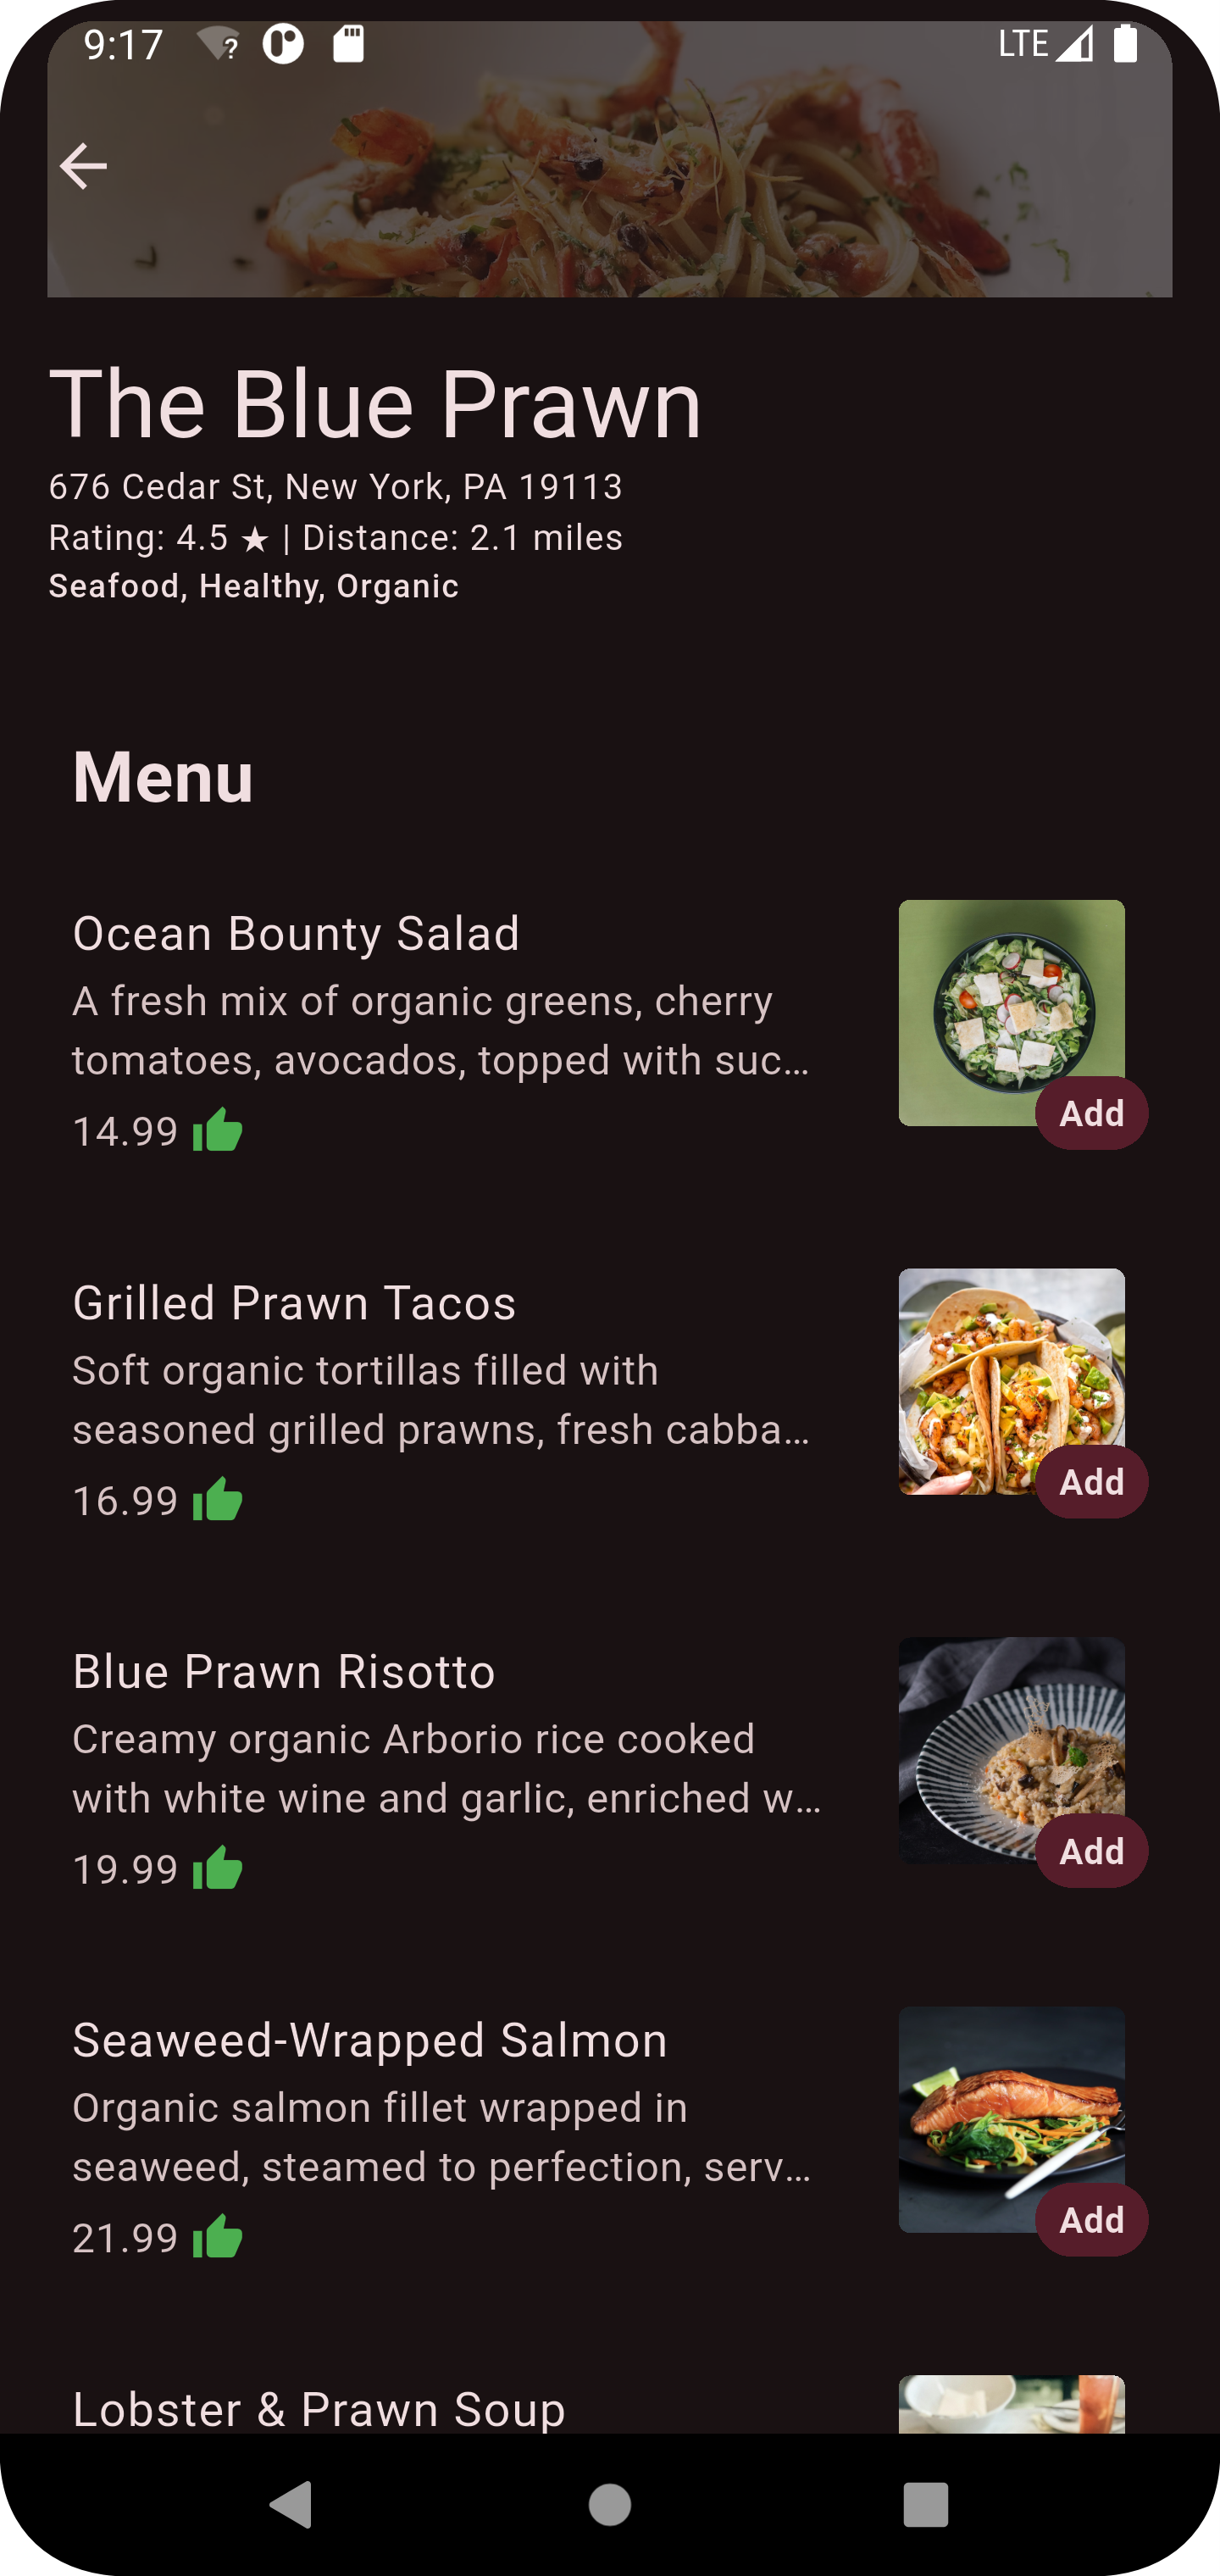 9:17
LTE
The Blue Prawn
676 Cedar St, New York, PA 19113
Rating: 4.5 ★ | Distance: 2.1 miles
Seafood, Healthy, Organic
Menu
Ocean Bounty Salad
A fresh mix of organic greens, cherry
tomatoes, avocados, topped with suc…
14.99
Add
Grilled Prawn Tacos
Soft organic tortillas filled with
seasoned grilled prawns, fresh cabba…
16.99
Add
Blue Prawn Risotto
Creamy organic Arborio rice cooked
with white wine and garlic, enriched w…
19.99
Add
Seaweed-Wrapped Salmon
Organic salmon fillet wrapped in
seaweed, steamed to perfection, serv…
21.99
Add
Lobster & Prawn Soup